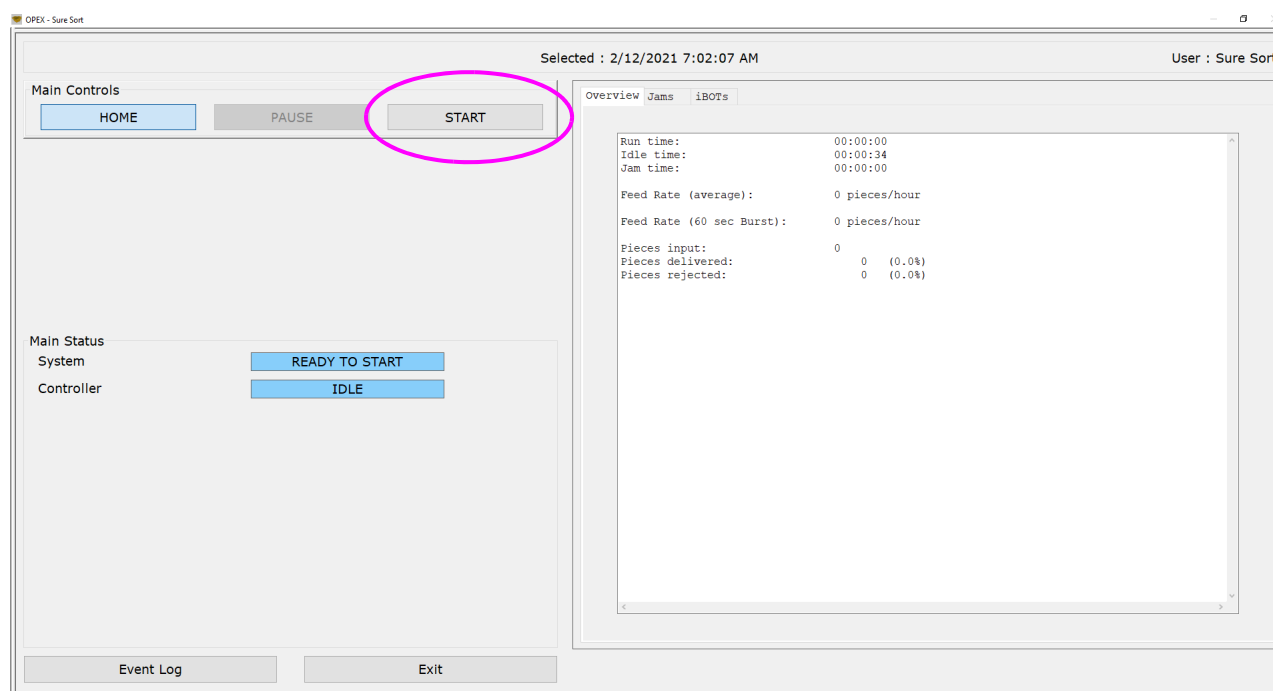 OPEX - Sure Sort
Selected : 2/12/2021 7:02:07 AM
User : Sure Sort
Main Controls
HOME PAUSE START
Overview Jams iBOTs
Run time: 00:00:00
Idle time: 00:00:34
Jam time: 00:00:00
Feed Rate (average): 0 pieces/hour
Feed Rate (60 sec Burst): 0 pieces/hour
Pieces input: 0
Pieces delivered: 0 (0.0%)
Pieces rejected: 0 (0.0%)
Main Status
System READY TO START
Controller IDLE
Event Log Exit